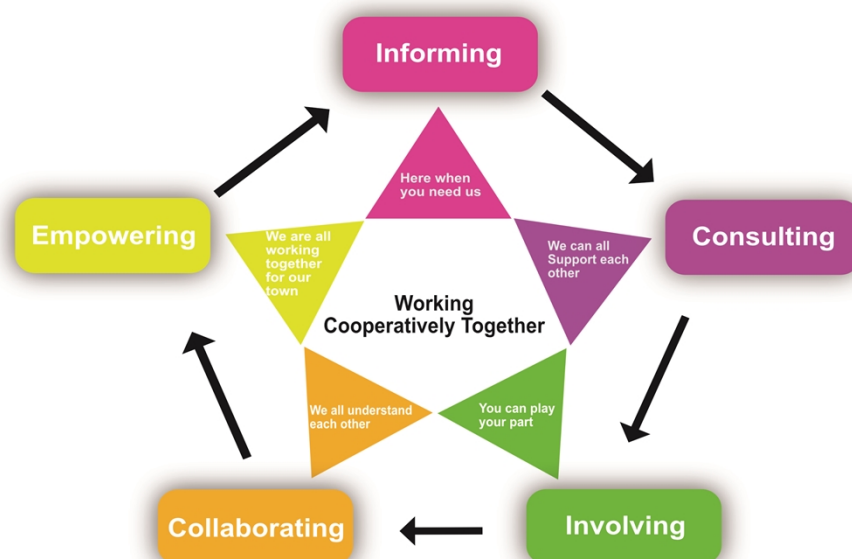 Informing
Here when
you need us
Consulting
We can all
Support each
other
Empowering
We are all
working
together
for our
town
Working
Cooperatively Together
You can play
your part
We all understand
each other
Involving
Collaborating